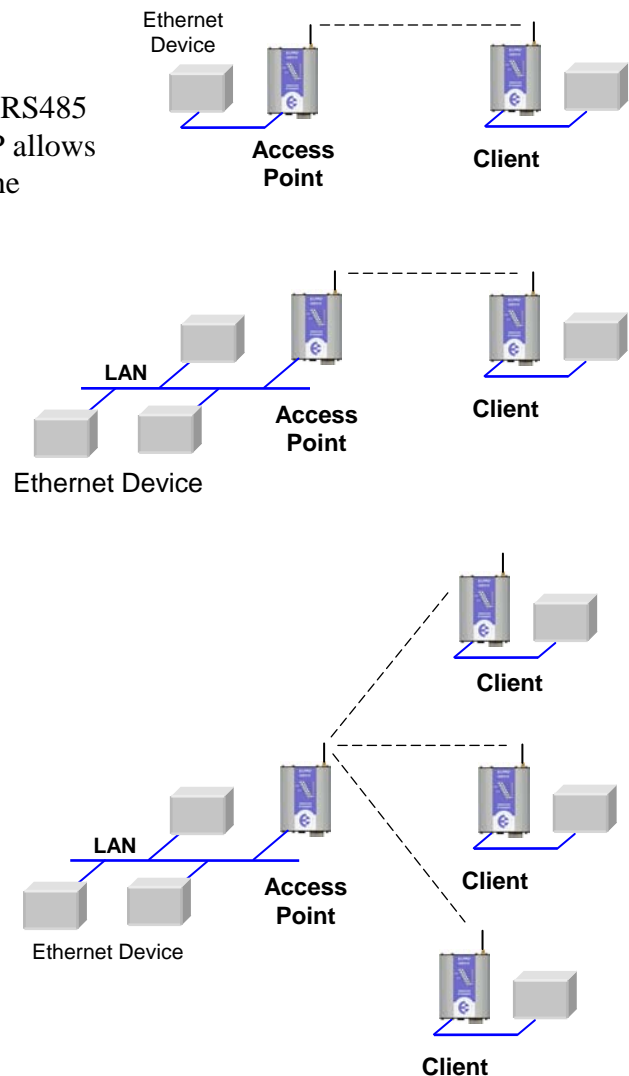 Ethernet
Device
RS485
P allows
ne
Access
Point
Client
LAN
Access
Point
Client
Ethernet Device
Client
LAN
Access
Point
Client
Ethernet Device
Client